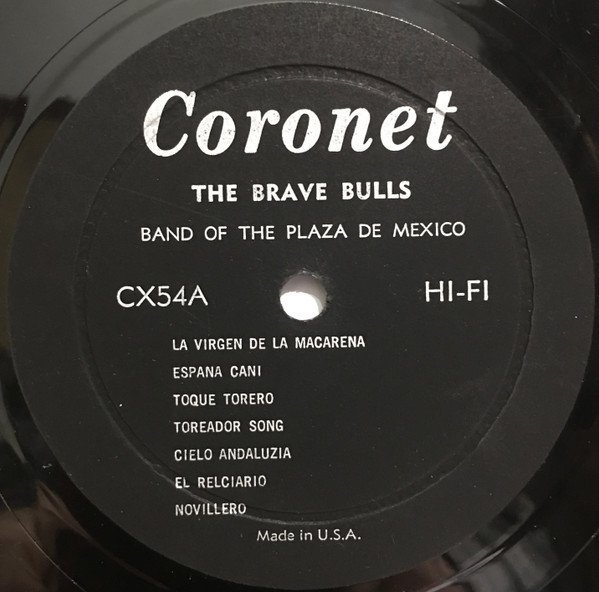 Coronet
THE BRAVE BULLS
BAND OF THE PLAZA DE MEXICO
CX54A HI-FI
LA VIRGEN DE LA MACARENA
ESPANA CANI
TOQUE TORERO
TOREADOR SONG
CIELO ANDALUZIA
EL RELCIARIO
NOVILLERO
Made in U.S.A.